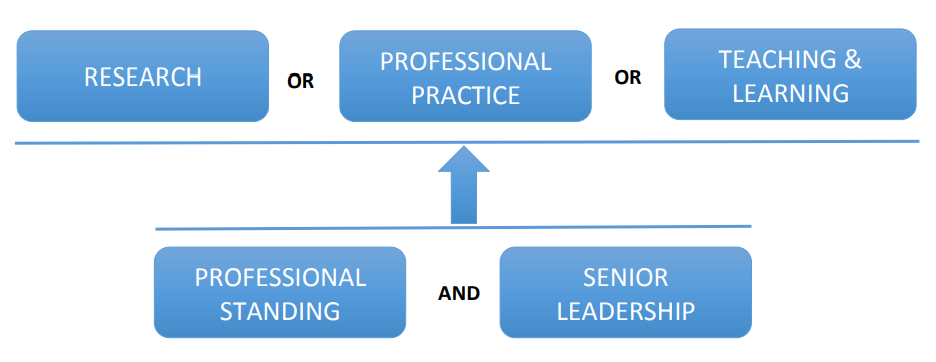 RESEARCH
OR
PROFESSIONAL
PRACTICE
OR
TEACHING &
LEARNING
PROFESSIONAL
STANDING
AND
SENIOR
LEADERSHIP